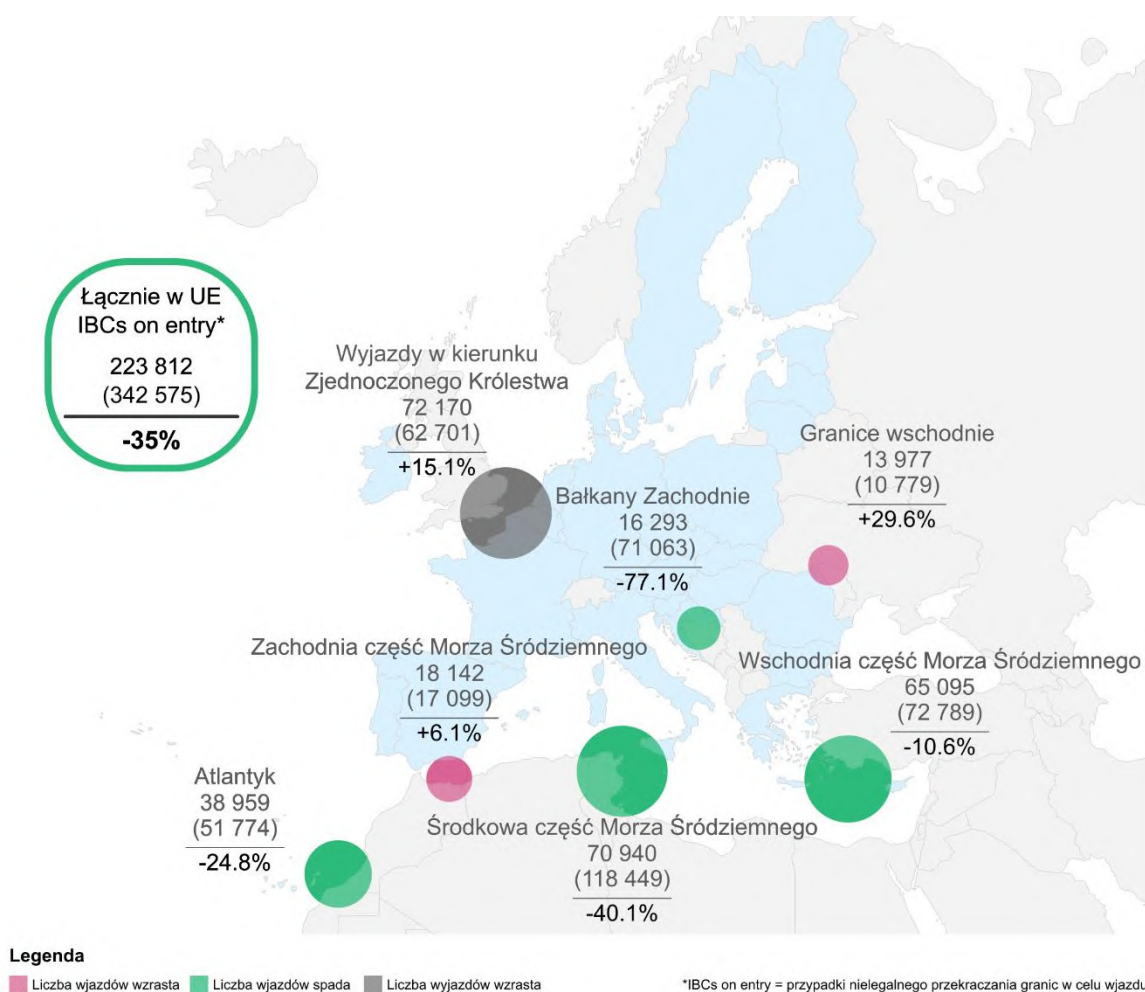 Łącznie w UE
IBCs on entry*
223 812
(342 575)
-35%
Wyjazdy w kierunku
Zjednoczonego Królestwa
72 170
(62 701)
+15.1%
Granice wschodnie
13 977
(10 779)
+29.6%
Bałkany Zachodnie
16 293
(71 063)
-77.1%
Zachodnia część Morza Śródziemnego
18 142
(17 099)
+6.1%
Wschodnia część Morza Śródziemnego
65 095
(72 789)
-10.6%
Atlantyk
38 959
(51 774)
-24.8%
Środkowa część Morza Śródziemnego
70 940
(118 449)
-40.1%
Legenda
Liczba wjazdów wzrasta
Liczba wjazdów spada
Liczba wyjazdów wzrasta
*IBCs on entry = przypadki nielegalnego przekraczania granic w celu wjazdu